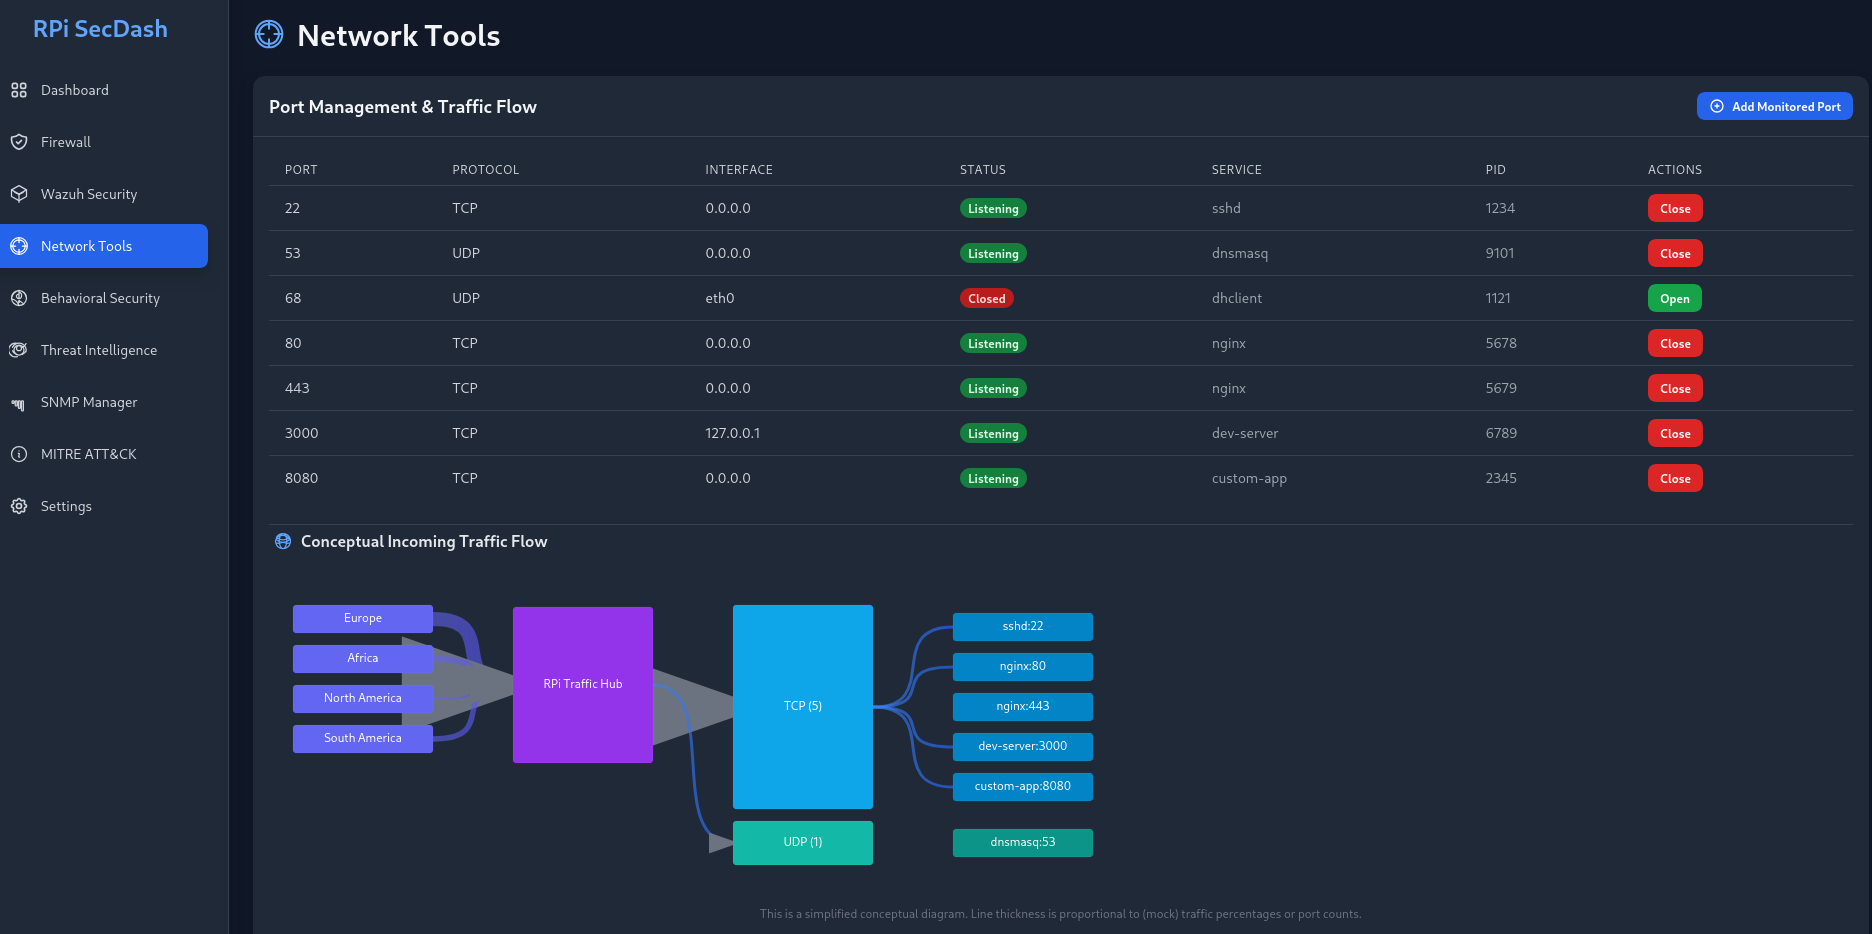 RPi SecDash
Dashboard
Firewall
Wazuh Security
Network Tools
Behavioral Security
Threat Intelligence
SNMP Manager
MITRE ATT&CK
Settings
Network Tools
Port Management & Traffic Flow
Add Monitored Port
PORT PROTOCOL INTERFACE STATUS SERVICE PID ACTIONS
22 TCP 0.0.0.0 Listening sshd 1234 Close
53 UDP 0.0.0.0 Listening dnsmasq 9101 Close
68 UDP eth0 Closed dhclient 1121 Open
80 TCP 0.0.0.0 Listening nginx 5678 Close
443 TCP 0.0.0.0 Listening nginx 5679 Close
3000 TCP 127.0.0.1 Listening dev-server 6789 Close
8080 TCP 0.0.0.0 Listening custom-app 2345 Close
Conceptual Incoming Traffic Flow
Europe
Africa
North America
South America
RPi Traffic Hub
TCP (5)
UDP (1)
sshd:22
nginx:80
nginx:443
dev-server:3000
custom-app:8080
dnsmasq:53
This is a simplified conceptual diagram. Line thickness is proportional to (mock) traffic percentages or port counts.